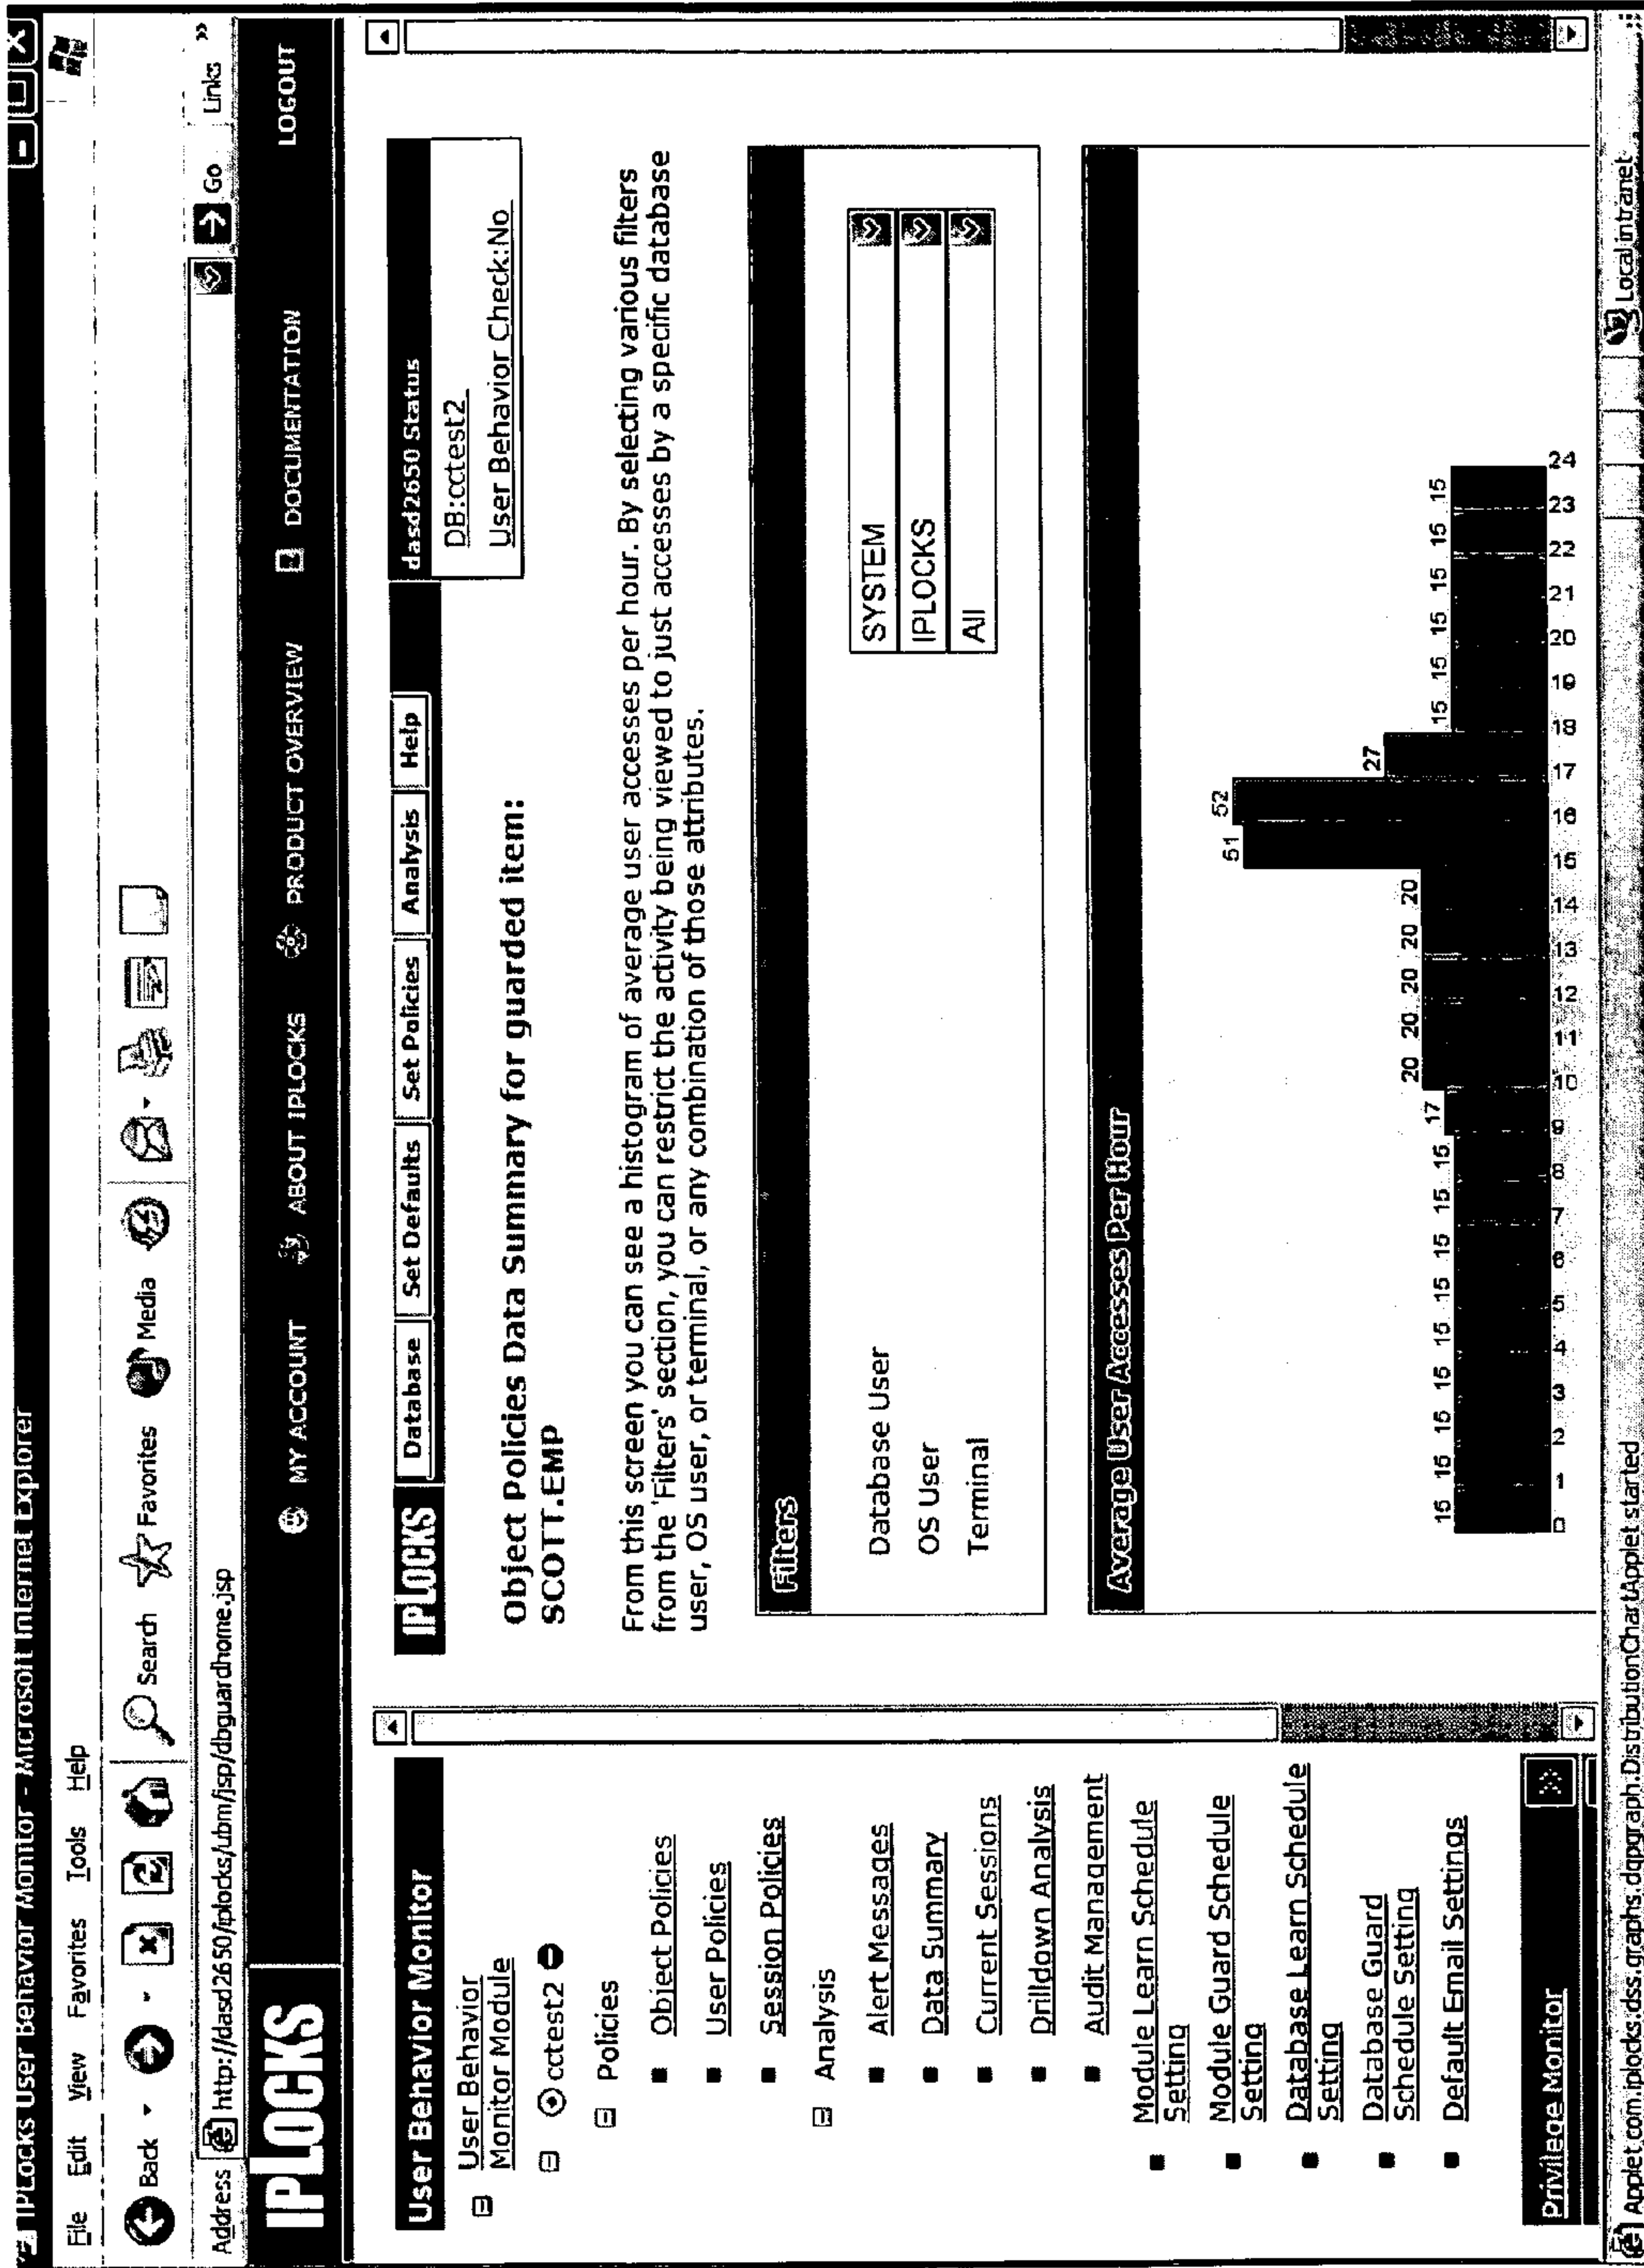 IPLocks User Behavior Monitor - Microsoft Internet Explorer
File Edit View Favorites Tools Help
Back Search Favorites Media
Address http://dasd2650/iplocks/ubm/jsp/dbguardhome.jsp Go Links »
IPLOCKS
MY ACCOUNT ABOUT IPLOCKS PRODUCT OVERVIEW DOCUMENTATION LOGOUT
User Behavior Monitor
User Behavior
Monitor Module
cctest2
Policies
Object Policies
User Policies
Session Policies
Analysis
Alert Messages
Data Summary
Current Sessions
Drilldown Analysis
Audit Management
Module Learn Schedule
Setting
Module Guard Schedule
Setting
Database Learn Schedule
Setting
Database Guard
Schedule Setting
Default Email Settings
Privilege Monitor
IPLOCKS Database Set Defaults Set Policies Analysis Help
dasd2650 Status
DB:cctest2
User Behavior Check:No
Object Policies Data Summary for guarded item:
SCOTT.EMP
From this screen you can see a histogram of average user accesses per hour. By selecting various filters
from the 'Filters' section, you can restrict the activity being viewed to just accesses by a specific database
user, OS user, or terminal, or any combination of those attributes.
Filters
Database User SYSTEM
OS User IPLOCKS
Terminal All
Average User Accesses Per Hour
15 15 15 15 15 15 15 15 15 17 20 20 20 20 20 51 52 27 15 15 15 15 15 15
0 1 2 3 4 5 6 7 8 9 10 11 12 13 14 15 16 17 18 19 20 21 22 23 24
Applet com.iplocks.dss.graphs.dqpgraph.DistributionChartApplet started Local intranet